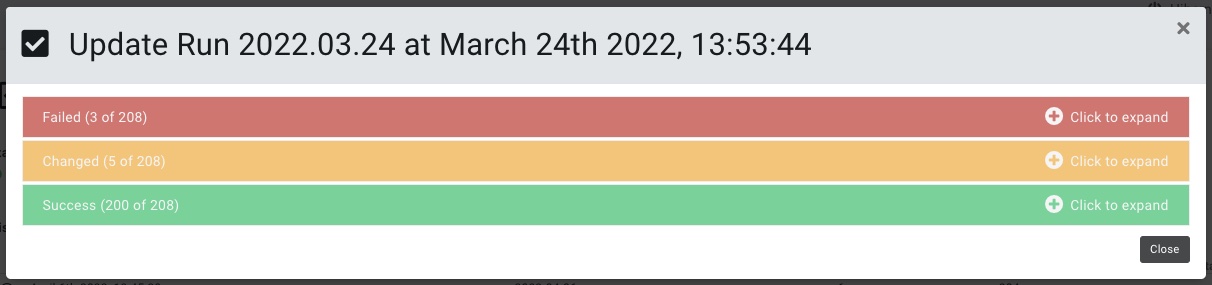 Update Run 2022.03.24 at March 24th 2022, 13:53:44
×
Failed (3 of 208) Click to expand
Changed (5 of 208) Click to expand
Success (200 of 208) Click to expand
Close